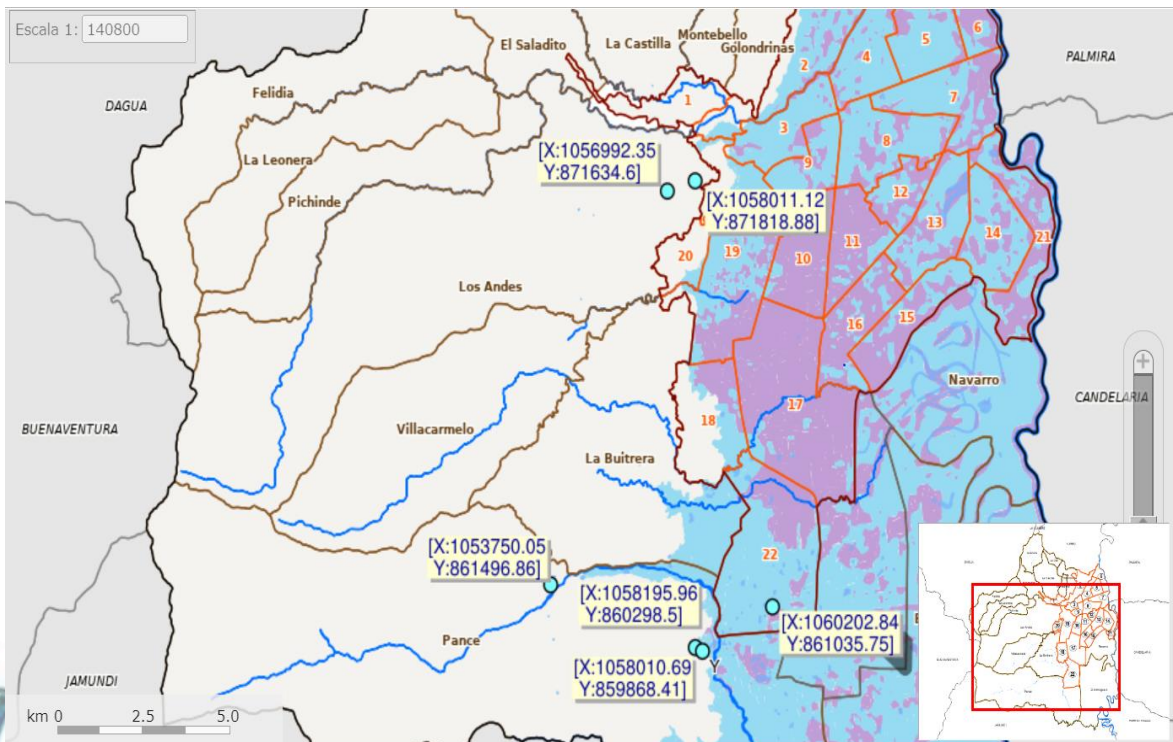 Escala 1: 140800
El Saladito
La Castilla
Montebello
Golondrinas
2
4
5
6
PALMIRA
DAGUA
Felidia
1
3
7
8
[X:1056992.35
Y:871634.6]
La Leonera
9
12
Pichinde
[X:1058011.12
Y:871818.88]
13
14
21
20
19
10
11
Los Andes
16
15
Navarro
CANDELARIA
BUENAVENTURA
Villacarmelo
18
17
La Buitrera
[X:1053750.05
Y:861496.86]
22
[X:1058195.96
Y:860298.5]
[X:1060202.84
Y:861035.75]
Pance
Y
[X:1058010.69
Y:859868.41]
JAMUNDI
km 0 2.5 5.0